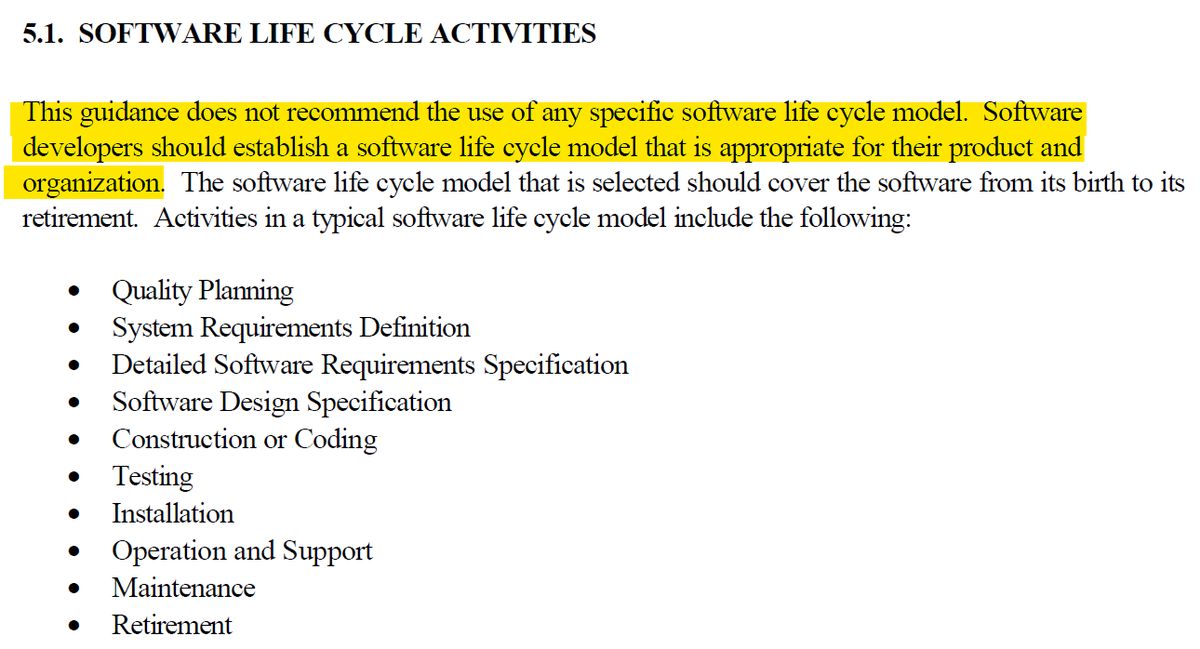 5.1. SOFTWARE LIFE CYCLE ACTIVITIES
This guidance does not recommend the use of any specific software life cycle model. Software
developers should establish a software life cycle model that is appropriate for their product and
organization. The software life cycle model that is selected should cover the software from its birth to its
retirement. Activities in a typical software life cycle model include the following:
• Quality Planning
• System Requirements Definition
• Detailed Software Requirements Specification
• Software Design Specification
• Construction or Coding
• Testing
• Installation
• Operation and Support
• Maintenance
• Retirement